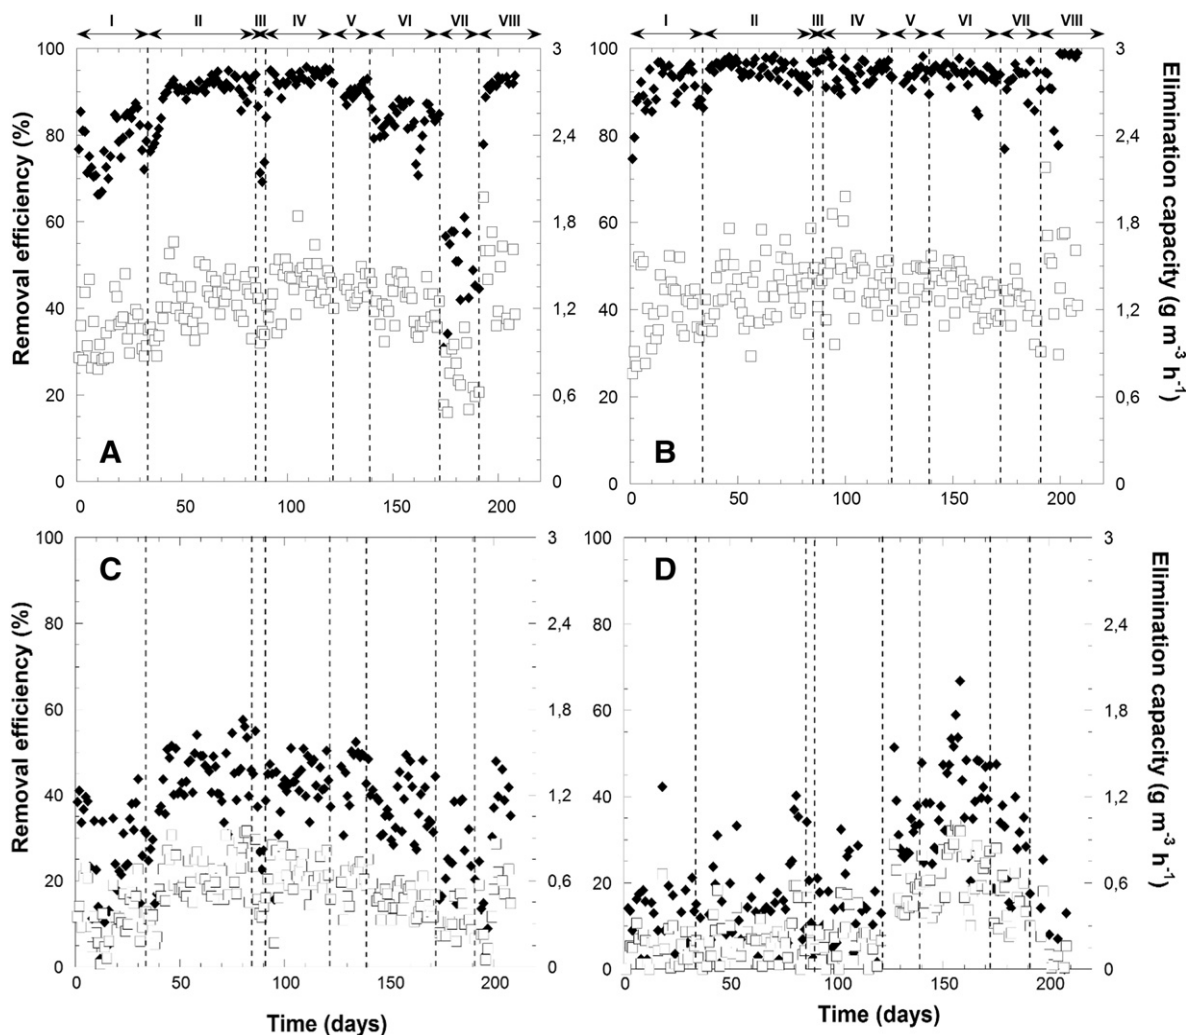 I II III IV V VI VII VIII I II III IV V VI VII VIII
100 3 100 3
80 2,4 80 2,4
60 1,8 60 1,8
40 1,2 40 1,2
20 0,6 20 0,6
0 0 0 0
Removal efficiency (%)
A
B
Elimination capacity (g m⁻³ h⁻¹)
0 50 100 150 200 0 50 100 150 200
100 3 100 3
80 2,4 80 2,4
60 1,8 60 1,8
40 1,2 40 1,2
20 0,6 20 0,6
0 0 0 0
Removal efficiency (%)
C
D
Elimination capacity (g m⁻³ h⁻¹)
0 50 100 150 200 0 50 100 150 200
Time (days) Time (days)